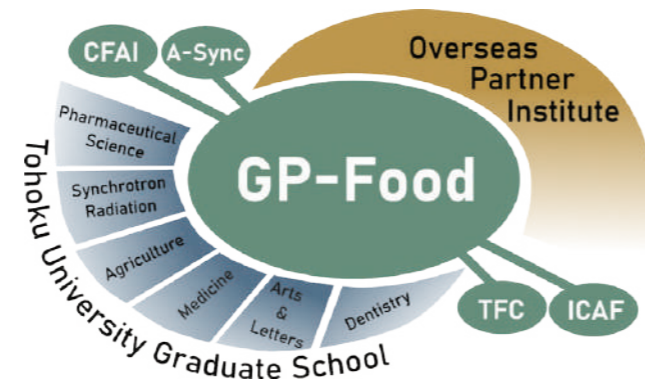 CFAI
A-Sync
Overseas
Partner
Institute
GP-Food
Pharmaceutical
Science
Synchrotron
Radiation
Agriculture
Medicine
Arts
&
Letters
Dentistry
Tohoku University Graduate School
TFC
ICAF